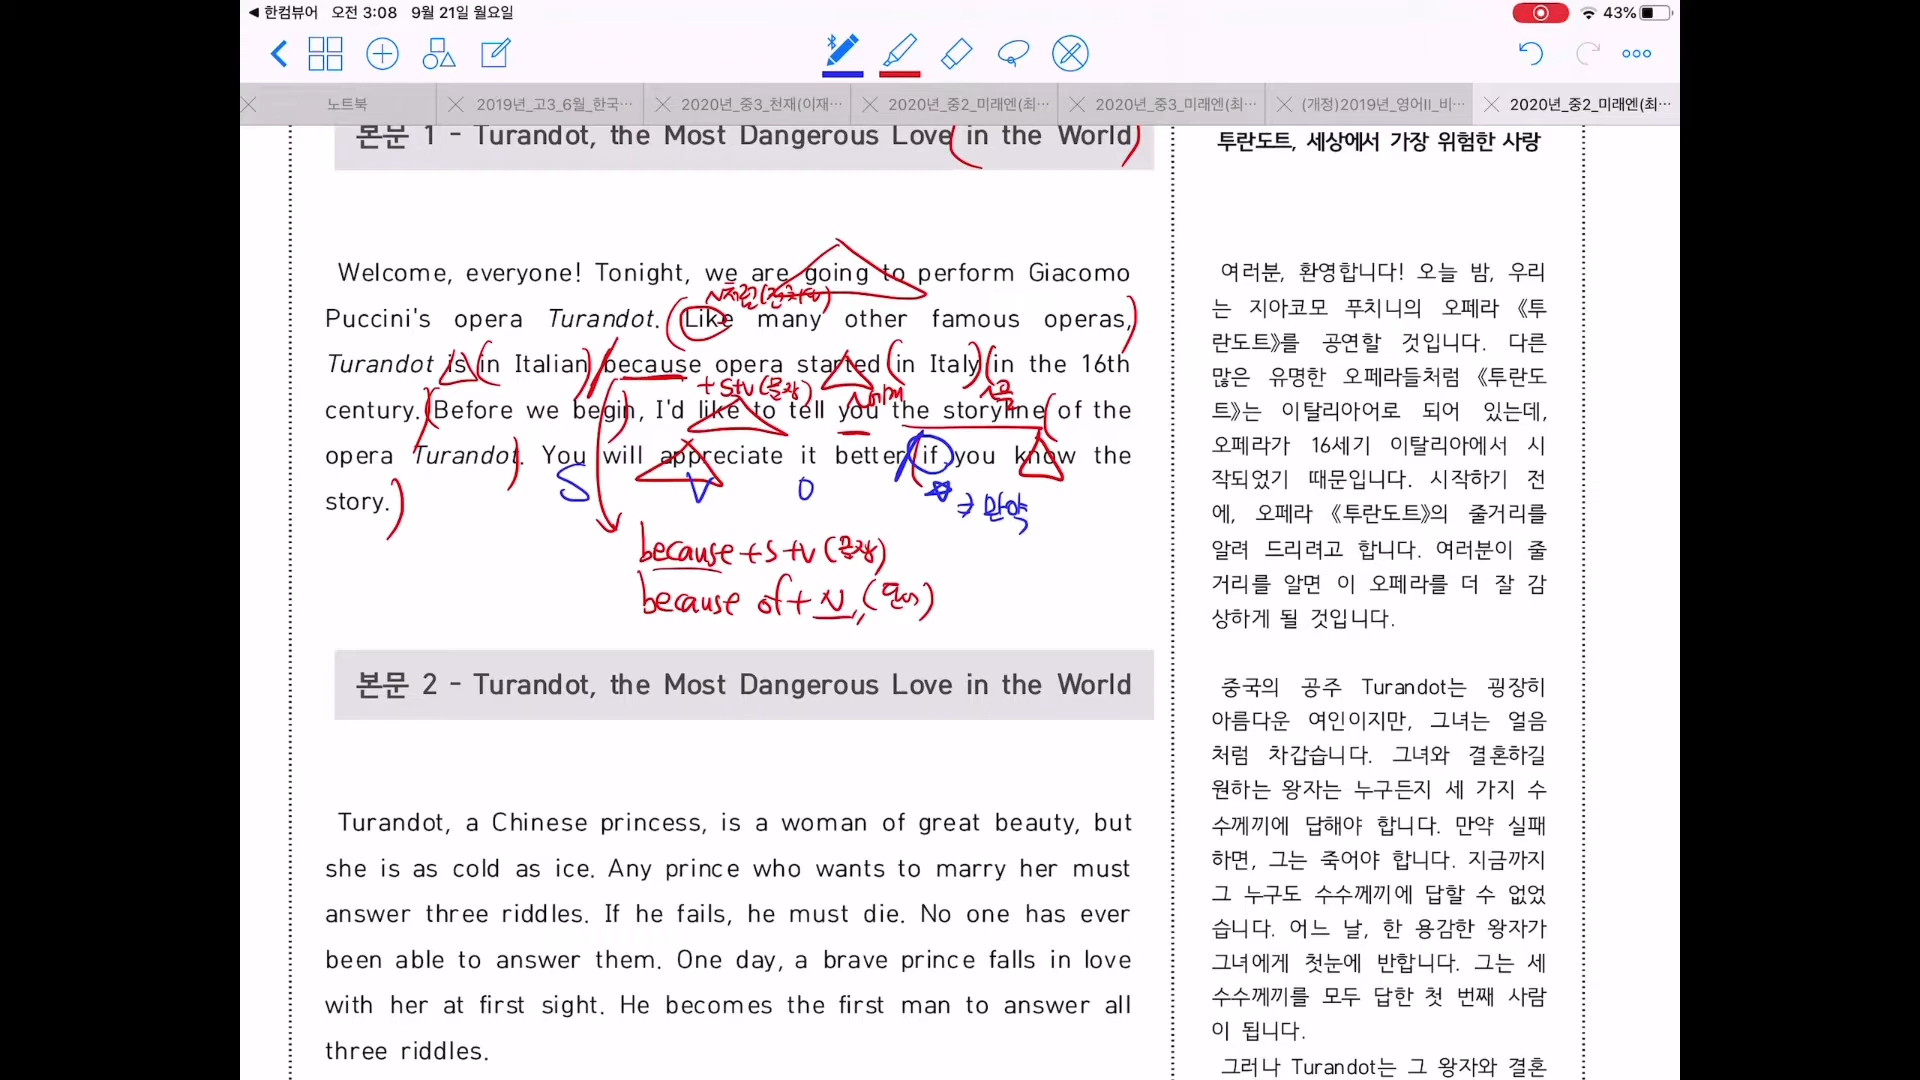 ◀ 한컴뷰어 오전 3:08 9월 21일 월요일
43%
노트북
2019년_고3_6월_한국…
2020년_중3_천재(이재…
2020년_중2_미래엔(최…
2020년_중3_미래엔(최…
(개정)2019년_영어II_비…
2020년_중2_미래엔(최…
본문 1 - Turandot, the Most Dangerous Love in the World
Welcome, everyone! Tonight, we are going to perform Giacomo
~처럼(전치사)
Puccini's opera Turandot. Like many other famous operas,
Turandot is in Italian because opera started in Italy in the 16th
+ S+V (문장)
~에게
~을
century. Before we begin, I'd like to tell you the storyline of the
opera Turandot. You will appreciate it better if you know the
S V O
⇒ 만약
story.
because + S + V (문장)
because of + N (단어)
본문 2 - Turandot, the Most Dangerous Love in the World
Turandot, a Chinese princess, is a woman of great beauty, but
she is as cold as ice. Any prince who wants to marry her must
answer three riddles. If he fails, he must die. No one has ever
been able to answer them. One day, a brave prince falls in love
with her at first sight. He becomes the first man to answer all
three riddles.
투란도트, 세상에서 가장 위험한 사랑
여러분, 환영합니다! 오늘 밤, 우리
는 지아코모 푸치니의 오페라 《투
란도트》를 공연할 것입니다. 다른
많은 유명한 오페라들처럼 《투란도
트》는 이탈리아어로 되어 있는데,
오페라가 16세기 이탈리아에서 시
작되었기 때문입니다. 시작하기 전
에, 오페라 《투란도트》의 줄거리를
알려 드리려고 합니다. 여러분이 줄
거리를 알면 이 오페라를 더 잘 감
상하게 될 것입니다.
중국의 공주 Turandot는 굉장히
아름다운 여인이지만, 그녀는 얼음
처럼 차갑습니다. 그녀와 결혼하길
원하는 왕자는 누구든지 세 가지 수
수께끼에 답해야 합니다. 만약 실패
하면, 그는 죽어야 합니다. 지금까지
그 누구도 수수께끼에 답할 수 없었
습니다. 어느 날, 한 용감한 왕자가
그녀에게 첫눈에 반합니다. 그는 세
수수께끼를 모두 답한 첫 번째 사람
이 됩니다.
그러나 Turandot는 그 왕자와 결혼